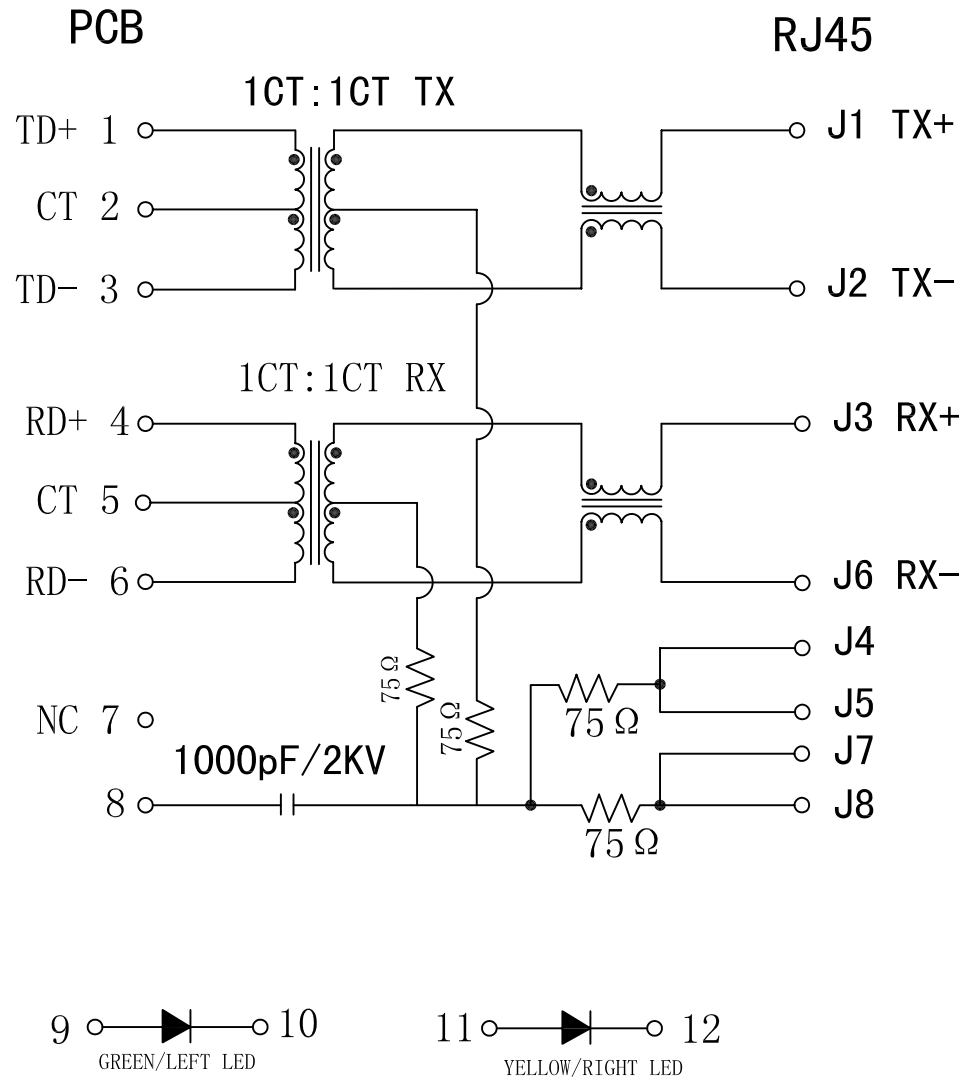 PCB
RJ45
1CT:1CT TX
TD+ 1
J1 TX+
CT 2
TD- 3
J2 TX-
1CT:1CT RX
RD+ 4
J3 RX+
CT 5
RD- 6
J6 RX-
J4
75Ω
NC 7
75Ω
75Ω
J5
1000pF/2KV
J7
8
J8
75Ω
9
10
GREEN/LEFT LED
11
12
YELLOW/RIGHT LED